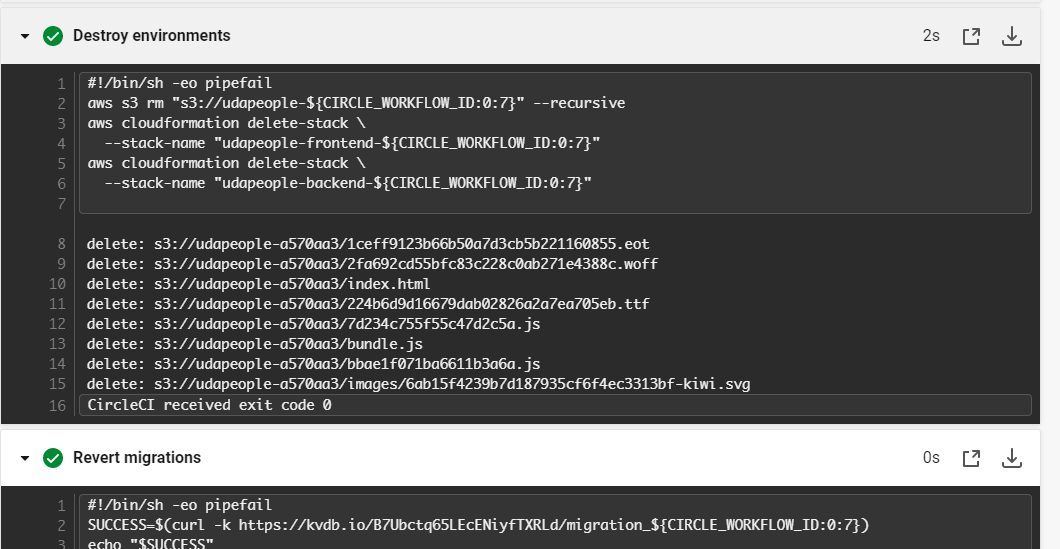 Destroy environments 2s
1 #!/bin/sh -eo pipefail
2 aws s3 rm "s3://udapeople-${CIRCLE_WORKFLOW_ID:0:7}" --recursive
3 aws cloudformation delete-stack \
4 --stack-name "udapeople-frontend-${CIRCLE_WORKFLOW_ID:0:7}"
5 aws cloudformation delete-stack \
6 --stack-name "udapeople-backend-${CIRCLE_WORKFLOW_ID:0:7}"
7
8 delete: s3://udapeople-a570aa3/1ceff9123b66b50a7d3cb5b221160855.eot
9 delete: s3://udapeople-a570aa3/2fa692cd55bfc83c228c0ab271e4388c.woff
10 delete: s3://udapeople-a570aa3/index.html
11 delete: s3://udapeople-a570aa3/224b6d9d16679dab02826a2a7ea705eb.ttf
12 delete: s3://udapeople-a570aa3/7d234c755f55c47d2c5a.js
13 delete: s3://udapeople-a570aa3/bundle.js
14 delete: s3://udapeople-a570aa3/bbae1f071ba6611b3a6a.js
15 delete: s3://udapeople-a570aa3/images/6ab15f4239b7d187935cf6f4ec3313bf-kiwi.svg
16 CircleCI received exit code 0
Revert migrations 0s
1 #!/bin/sh -eo pipefail
2 SUCCESS=$(curl -k https://kvdb.io/B7Ubctq65LEcENiyfTXRLd/migration_${CIRCLE_WORKFLOW_ID:0:7})
3 echo "$SUCCESS"